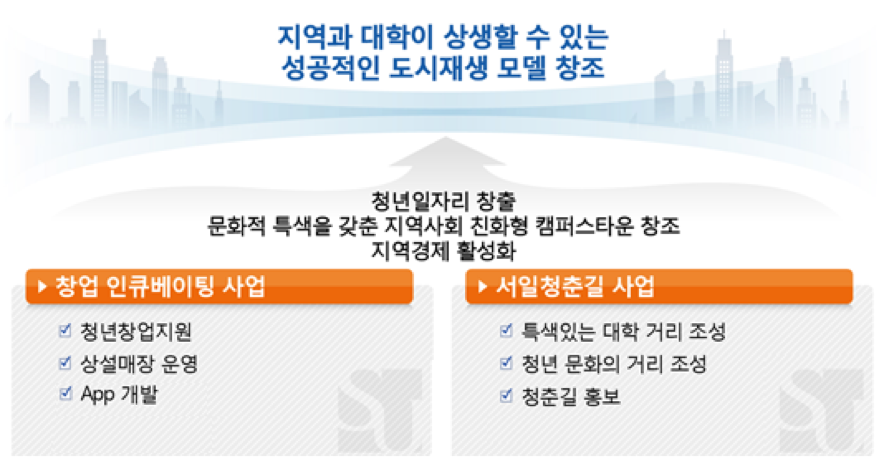 지역과 대학이 상생할 수 있는
성공적인 도시재생 모델 창조
청년일자리 창출
문화적 특색을 갖춘 지역사회 친화형 캠퍼스타운 창조
지역경제 활성화
창업 인큐베이팅 사업
청년창업지원
상설매장 운영
App 개발
서일청춘길 사업
특색있는 대학 거리 조성
청년 문화의 거리 조성
청춘길 홍보